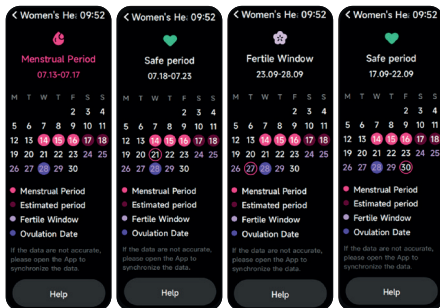 Women's He: 09:52
Menstrual Period
07.13-07.17
M T W T F S S
2 3 4
5 6 7 8 9 10 11
12 13 14 15 16 17 18
19 20 21 22 23 24 25
26 27 28 29 30
Menstrual Period
Estimated period
Fertile Window
Ovulation Date
If the data are not accurate,
please open the App to
synchronize the data.
Help
Women's He: 09:52
Safe period
07.18-07.23
M T W T F S S
2 3 4
5 6 7 8 9 10 11
12 13 14 15 16 17 18
19 20 21 22 23 24 25
26 27 28 29 30
Menstrual Period
Estimated period
Fertile Window
Ovulation Date
If the data are not accurate,
please open the App to
synchronize the data.
Help
Women's He: 09:52
Fertile Window
23.09-28.09
M T W T F S S
2 3 4
5 6 7 8 9 10 11
12 13 14 15 16 17 18
19 20 21 22 23 24 25
26 27 28 29 30
Menstrual Period
Estimated period
Fertile Window
Ovulation Date
If the data are not accurate,
please open the App to
synchronize the data.
Help
Women's He: 09:52
Safe period
17.09-22.09
M T W T F S S
2 3 4
5 6 7 8 9 10 11
12 13 14 15 16 17 18
19 20 21 22 23 24 25
26 27 28 29 30
Menstrual Period
Estimated period
Fertile Window
Ovulation Date
If the data are not accurate,
please open the App to
synchronize the data.
Help